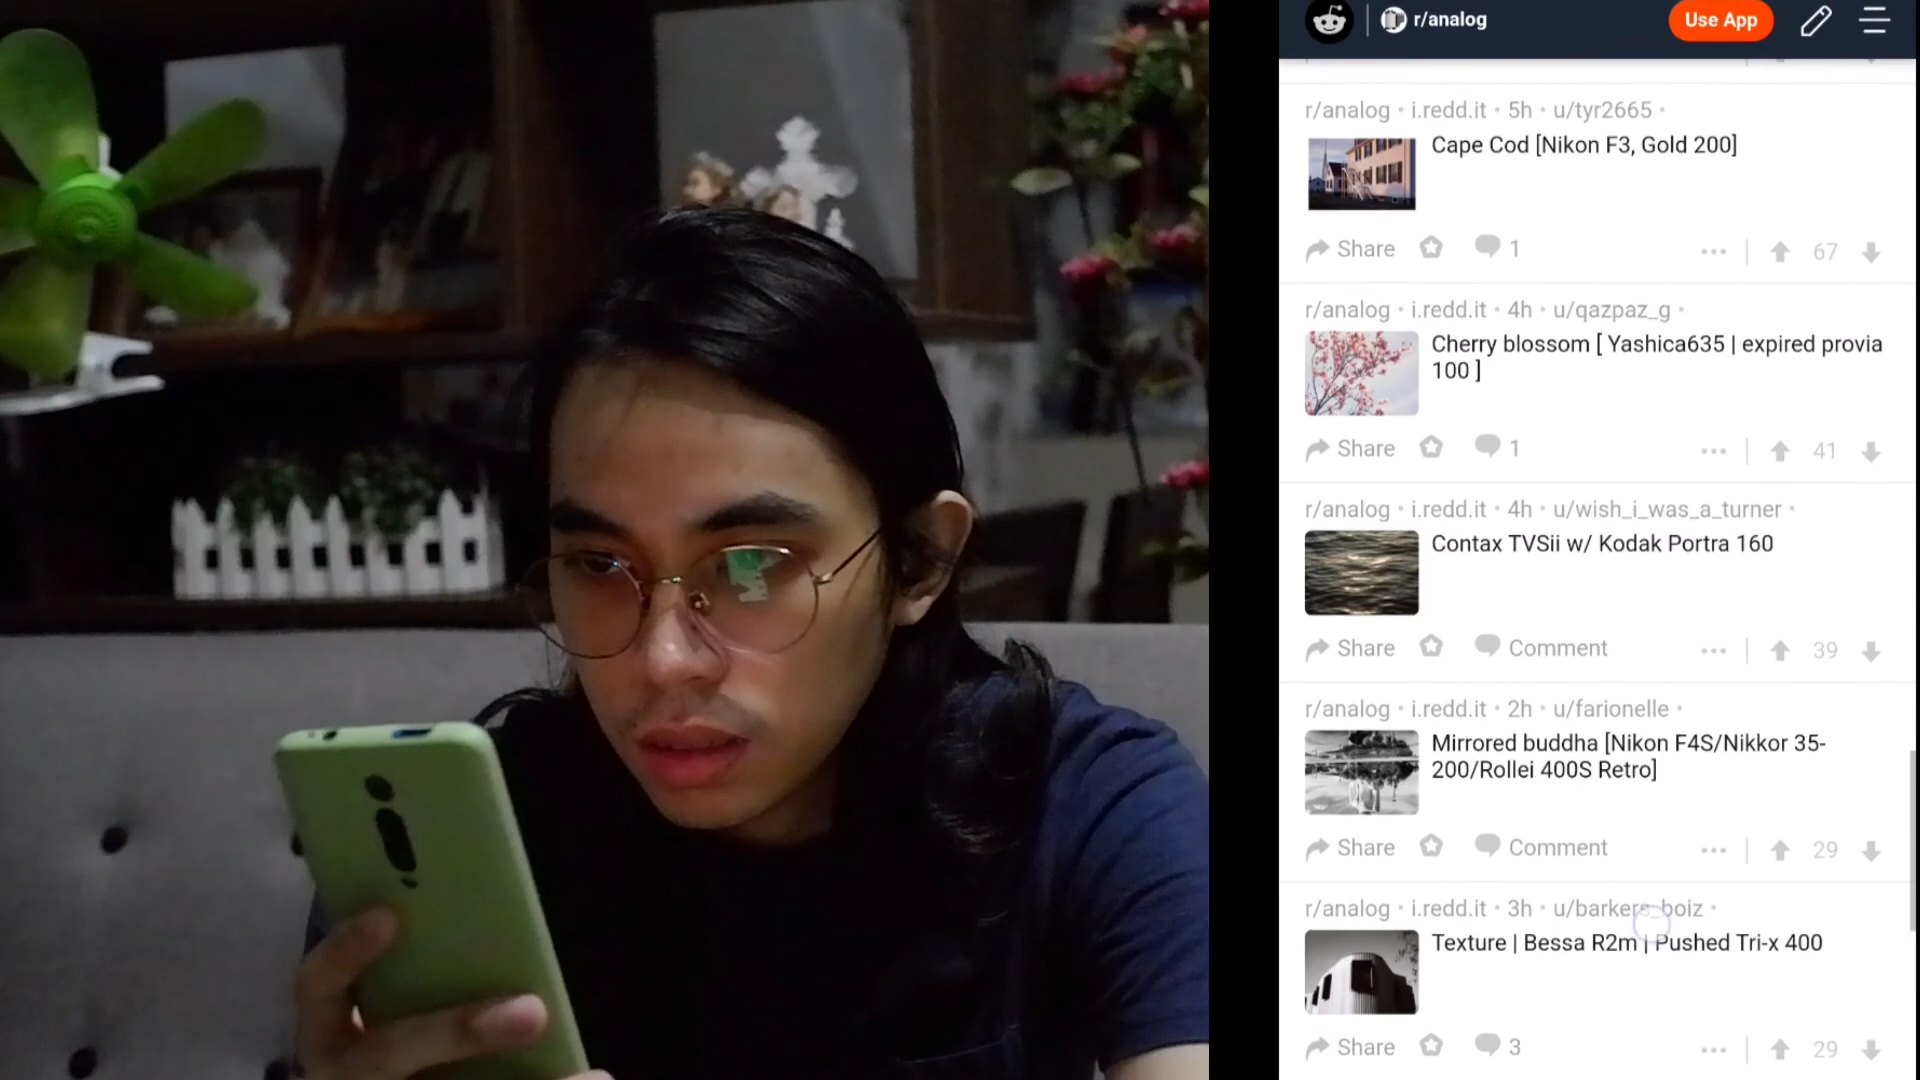 r/analog
Use App
r/analog • i.redd.it • 5h • u/tyr2665 •
Cape Cod [Nikon F3, Gold 200]
Share 1 ... 67
r/analog • i.redd.it • 4h • u/qazpaz_g •
Cherry blossom [ Yashica635 | expired provia
100 ]
Share 1 ... 41
r/analog • i.redd.it • 4h • u/wish_i_was_a_turner •
Contax TVSii w/ Kodak Portra 160
Share Comment ... 39
r/analog • i.redd.it • 2h • u/farionelle •
Mirrored buddha [Nikon F4S/Nikkor 35-
200/Rollei 400S Retro]
Share Comment ... 29
r/analog • i.redd.it • 3h • u/barkers_boiz •
Texture | Bessa R2m | Pushed Tri-x 400
Share 3 ... 29